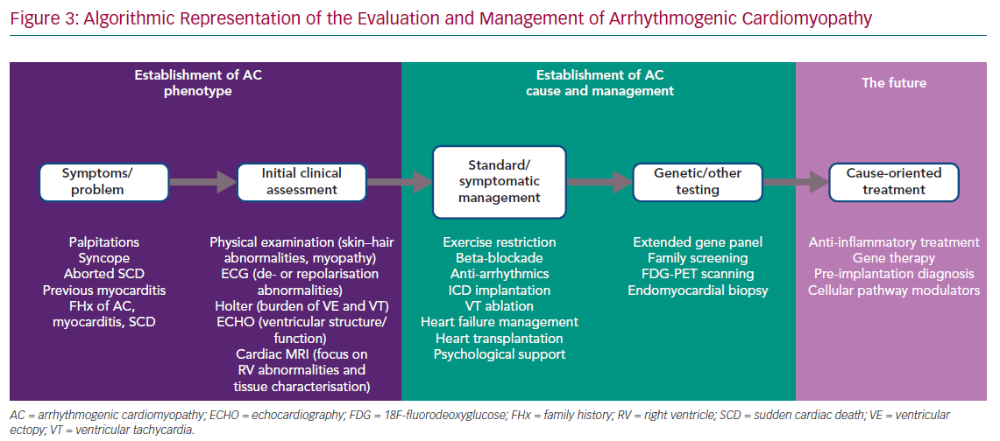 Figure 3: Algorithmic Representation of the Evaluation and Management of Arrhythmogenic Cardiomyopathy
Establishment of AC
phenotype
Symptoms/
problem
Palpitations
Syncope
Aborted SCD
Previous myocarditis
FHx of AC,
myocarditis, SCD
Initial clinical
assessment
Physical examination (skin–hair
abnormalities, myopathy)
ECG (de- or repolarisation
abnormalities)
Holter (burden of VE and VT)
ECHO (ventricular structure/
function)
Cardiac MRI (focus on
RV abnormalities and
tissue characterisation)
Establishment of AC
cause and management
Standard/
symptomatic
management
Exercise restriction
Beta-blockade
Anti-arrhythmics
ICD implantation
VT ablation
Heart failure management
Heart transplantation
Psychological support
Genetic/other
testing
Extended gene panel
Family screening
FDG-PET scanning
Endomyocardial biopsy
The future
Cause-oriented
treatment
Anti-inflammatory treatment
Gene therapy
Pre-implantation diagnosis
Cellular pathway modulators
AC = arrhythmogenic cardiomyopathy; ECHO = echocardiography; FDG = 18F-fluorodeoxyglucose; FHx = family history; RV = right ventricle; SCD = sudden cardiac death; VE = ventricular
ectopy; VT = ventricular tachycardia.